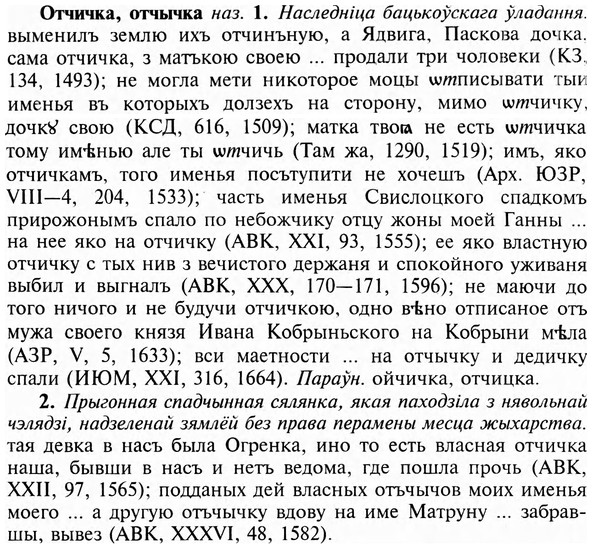 Отчичка, отчычка наз. 1. Наследніца бацькоўскага ўладання.
выменилъ землю ихъ отчинъную, а Ядвига, Паскова дочка,
сама отчичка, з матъкою своею ... продали три чоловеки (КЗ,
134, 1493); не могла мети никоторое моцы ѡтписывати тыи
именья въ которыхъ долзехъ на сторону, мимо ѡтчичку,
дочкꙋ свою (КСД, 616, 1509); матка твоꙗ не есть ѡтчичка
тому имѣнью але ты ѡтчичь (Там жа, 1290, 1519); имъ, яко
отчичкамъ, того именья посътупити не хочешъ (Арх. ЮЗР,
VIII—4, 204, 1533); часть именья Свислоцкого спадкомъ
прирожонымъ спало по небожчику отцу жоны моей Ганны ...
на нее яко на отчичку (АВК, XXI, 93, 1555); ее яко властную
отчичку с тых нив з вечистого держаня и спокойного уживаня
выбил и выгналъ (АВК, XXX, 170—171, 1596); не маючи до
того ничого и не будучи отчичкою, одно вѣно отписаное отъ
мужа своего князя Ивана Кобрыньского на Кобрыни мѣла
(АЗР, V, 5, 1633); вси маетности ... на отчычку и дедичку
спали (ИЮМ, XXI, 316, 1664). Параўн. ойчичка, отчицка.
2. Прыгонная спадчынная сялянка, якая паходзіла з нявольнай
чэлядзі, надзеленай зямлёй без права перамены месца жыхарства.
тая девка в насъ была Огренка, ино то есть власная отчичка
наша, бывши в насъ и нетъ ведома, где пошла прочь (АВК,
XXII, 97, 1565); подданых дей власных отъчычов моих именья
моего ... а другую отъчычку вдову на име Матруну ... забрав-
шы, вывез (АВК, XXXVI, 48, 1582).